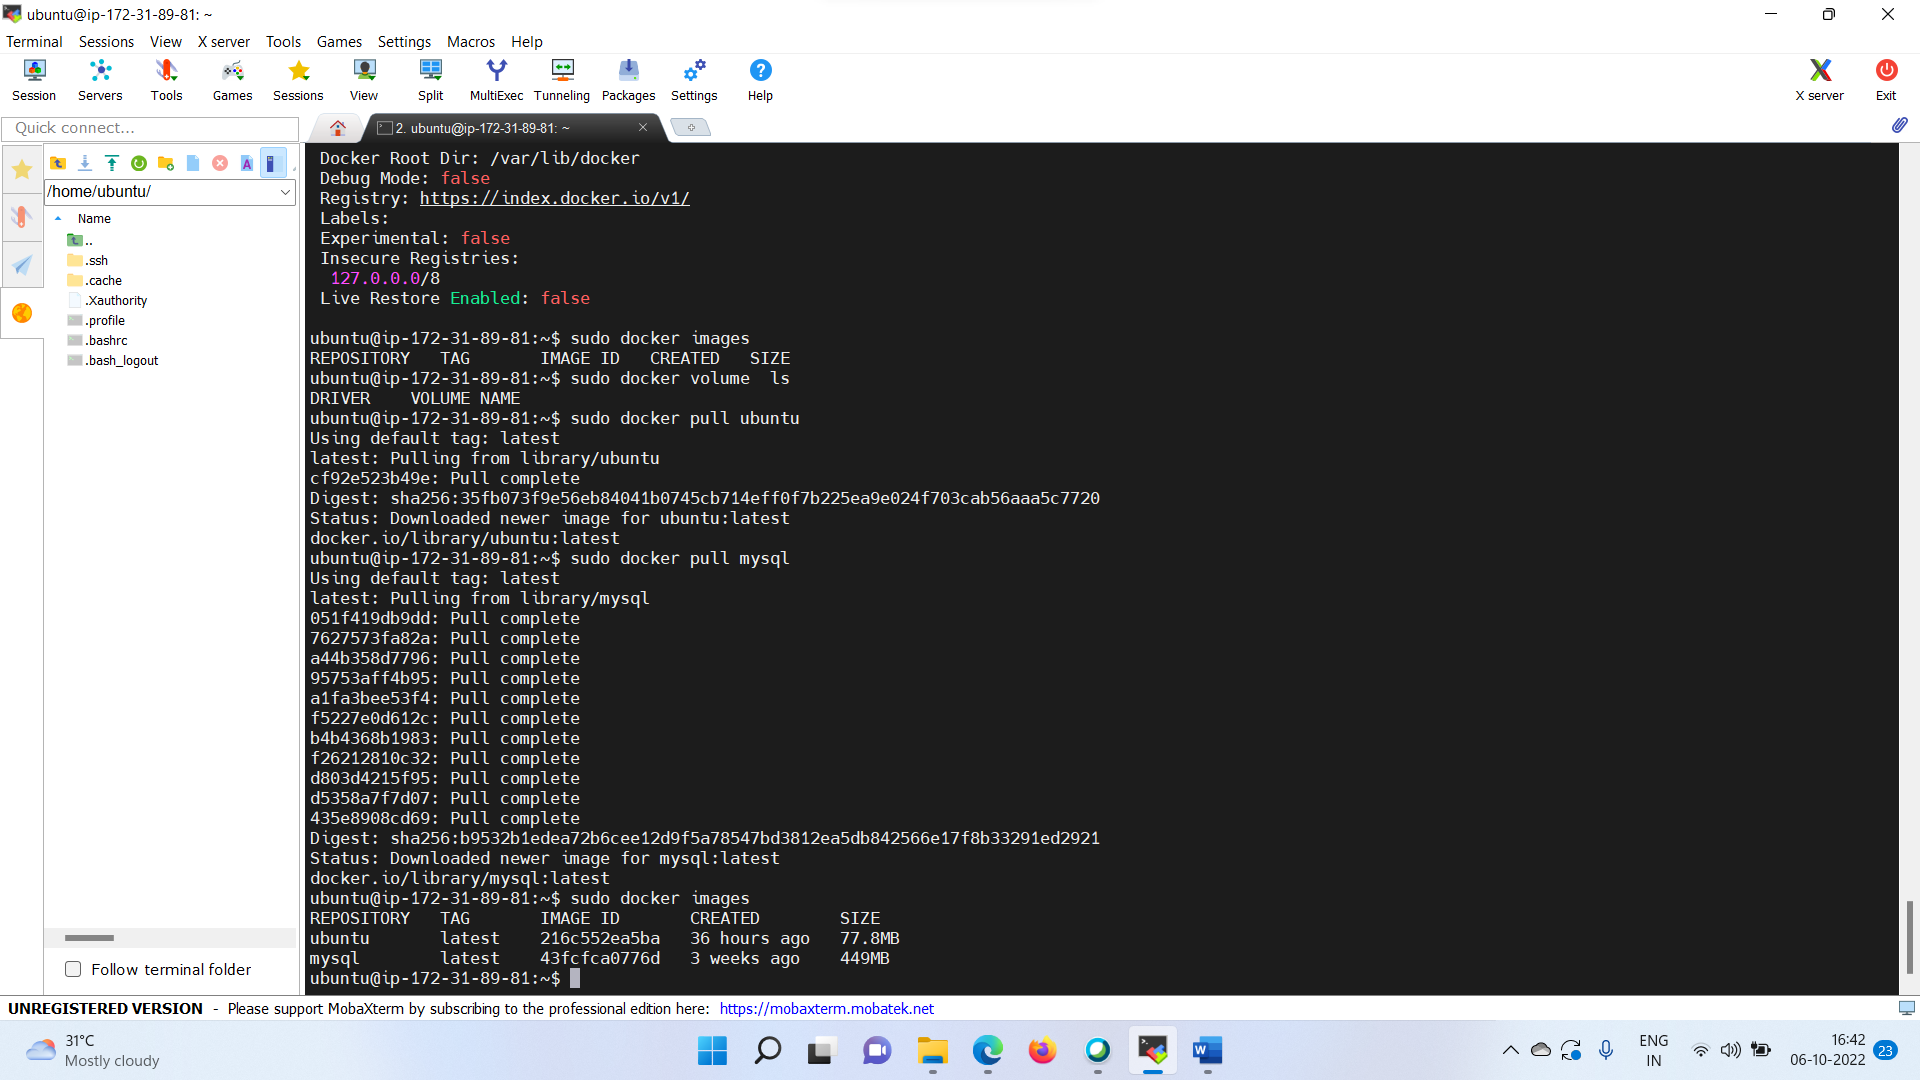 ubuntu@ip-172-31-89-81: ~
Terminal Sessions View X server Tools Games Settings Macros Help
Session Servers Tools Games Sessions View Split MultiExec Tunneling Packages Settings Help X server Exit
Quick connect...
2. ubuntu@ip-172-31-89-81: ~
/home/ubuntu/
Name
..
.ssh
.cache
.Xauthority
.profile
.bashrc
.bash_logout
Follow terminal folder
Docker Root Dir: /var/lib/docker
Debug Mode: false
Registry: https://index.docker.io/v1/
Labels:
Experimental: false
Insecure Registries:
127.0.0.0/8
Live Restore Enabled: false
ubuntu@ip-172-31-89-81:~$ sudo docker images
REPOSITORY TAG IMAGE ID CREATED SIZE
ubuntu@ip-172-31-89-81:~$ sudo docker volume ls
DRIVER VOLUME NAME
ubuntu@ip-172-31-89-81:~$ sudo docker pull ubuntu
Using default tag: latest
latest: Pulling from library/ubuntu
cf92e523b49e: Pull complete
Digest: sha256:35fb073f9e56eb84041b0745cb714eff0f7b225ea9e024f703cab56aaa5c7720
Status: Downloaded newer image for ubuntu:latest
docker.io/library/ubuntu:latest
ubuntu@ip-172-31-89-81:~$ sudo docker pull mysql
Using default tag: latest
latest: Pulling from library/mysql
051f419db9dd: Pull complete
7627573fa82a: Pull complete
a44b358d7796: Pull complete
95753aff4b95: Pull complete
a1fa3bee53f4: Pull complete
f5227e0d612c: Pull complete
b4b4368b1983: Pull complete
f26212810c32: Pull complete
d803d4215f95: Pull complete
d5358a7f7d07: Pull complete
435e8908cd69: Pull complete
Digest: sha256:b9532b1edea72b6cee12d9f5a78547bd3812ea5db842566e17f8b33291ed2921
Status: Downloaded newer image for mysql:latest
docker.io/library/mysql:latest
ubuntu@ip-172-31-89-81:~$ sudo docker images
REPOSITORY TAG IMAGE ID CREATED SIZE
ubuntu latest 216c552ea5ba 36 hours ago 77.8MB
mysql latest 43fcfca0776d 3 weeks ago 449MB
ubuntu@ip-172-31-89-81:~$
UNREGISTERED VERSION - Please support MobaXterm by subscribing to the professional edition here: https://mobaxterm.mobatek.net
31°C
Mostly cloudy
ENG
IN
16:42
06-10-2022
23